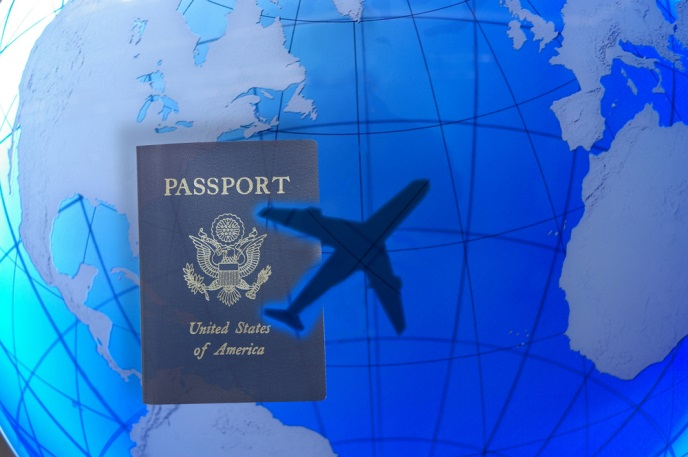 PASSPORT
United States
of America